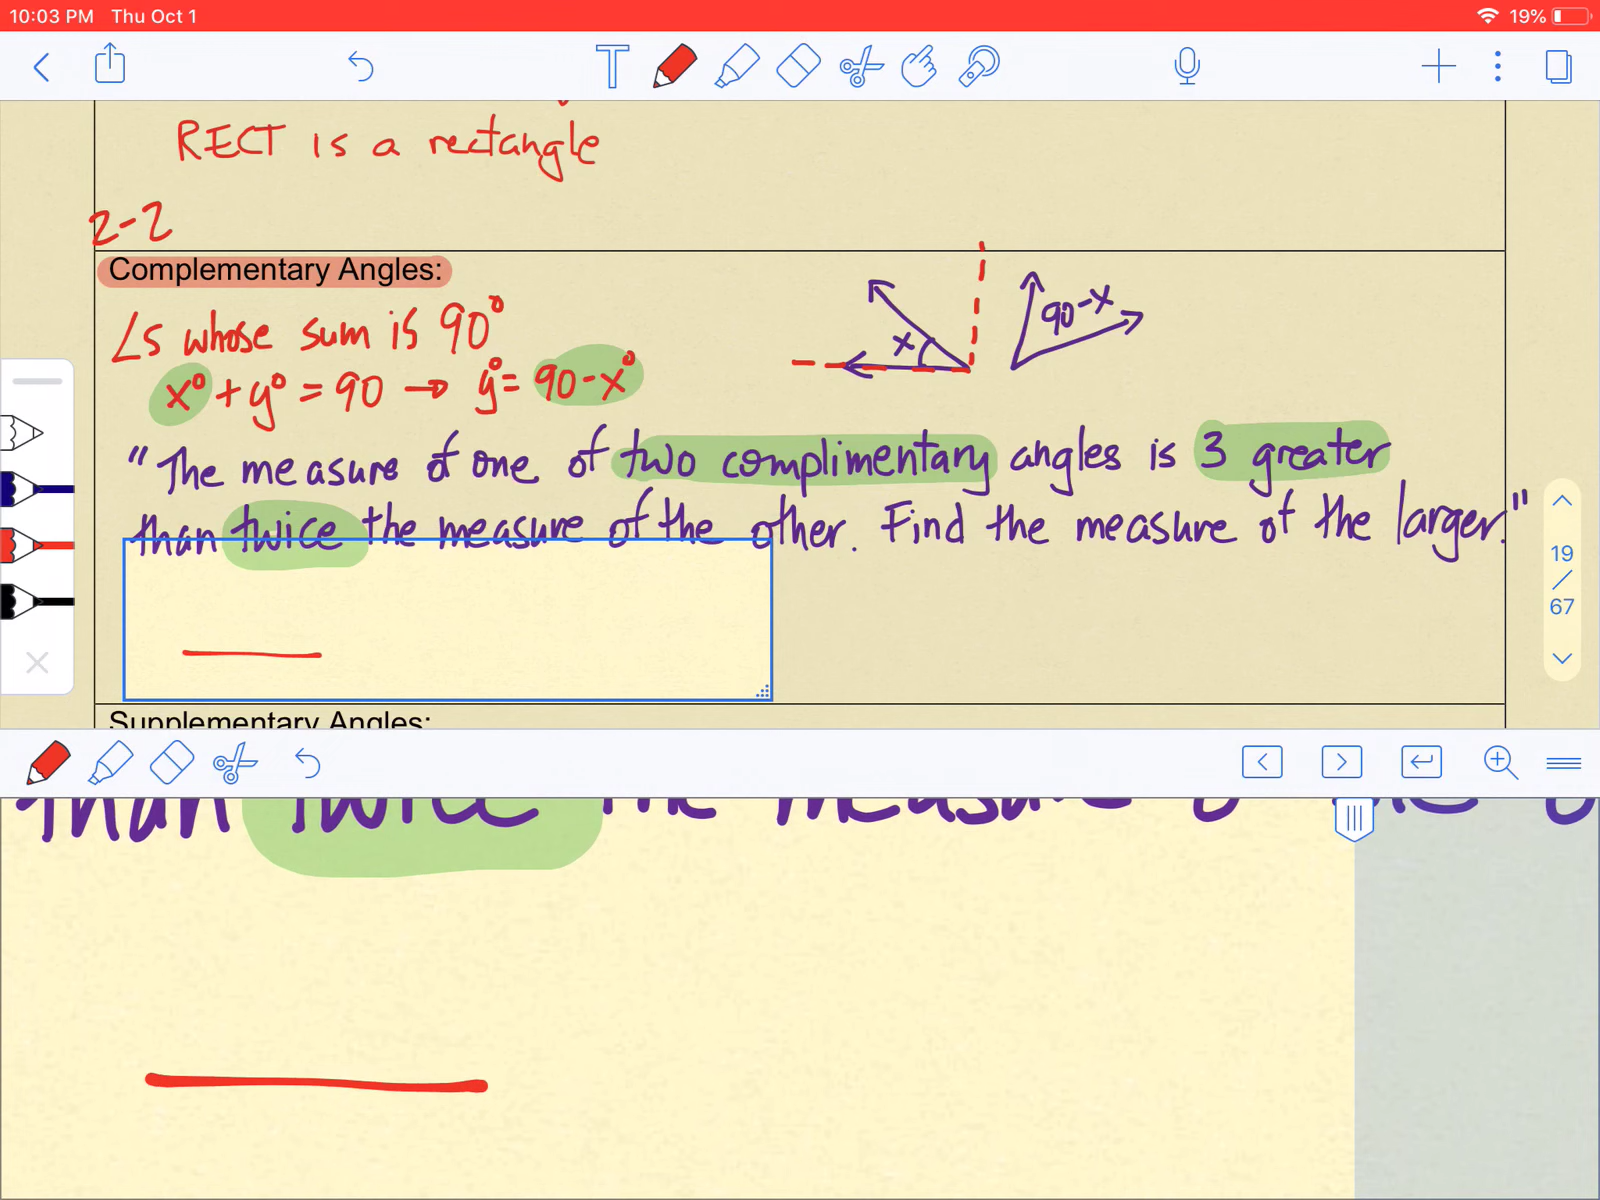 10:03 PM Thu Oct 1 19%
RECT is a rectangle
2-2
Complementary Angles:
∠s whose sum is 90°
x° + y° = 90 → y° = 90-x°
x 90-x
"The measure of one of two complimentary angles is 3 greater
than twice the measure of the other. Find the measure of the larger."
19
/
67
Supplementary Angles:
than twice the measure o